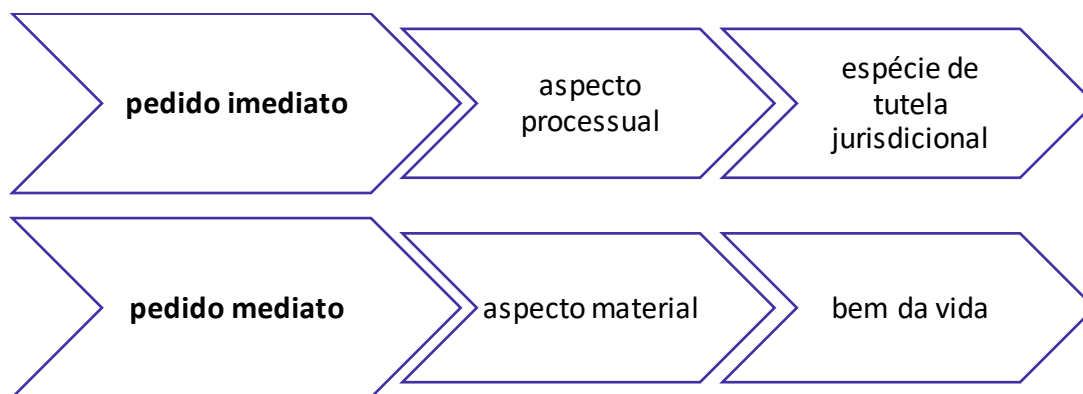 pedido imediato
aspecto
processual
espécie de
tutela
jurisdicional
pedido mediato
aspecto material
bem da vida